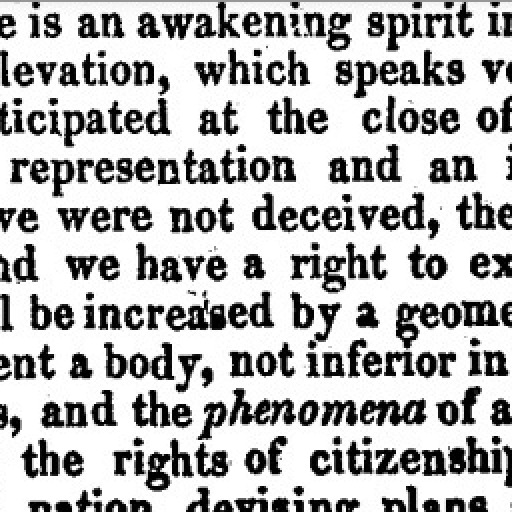 e is an awakening spirit in
levation, which speaks ve
ticipated at the close of
representation and an i
ve were not deceived, the
nd we have a right to ex
l be increased by a geome
ent a body, not inferior in
s, and the phenomena of a
the rights of citizenship
nation, devising plans